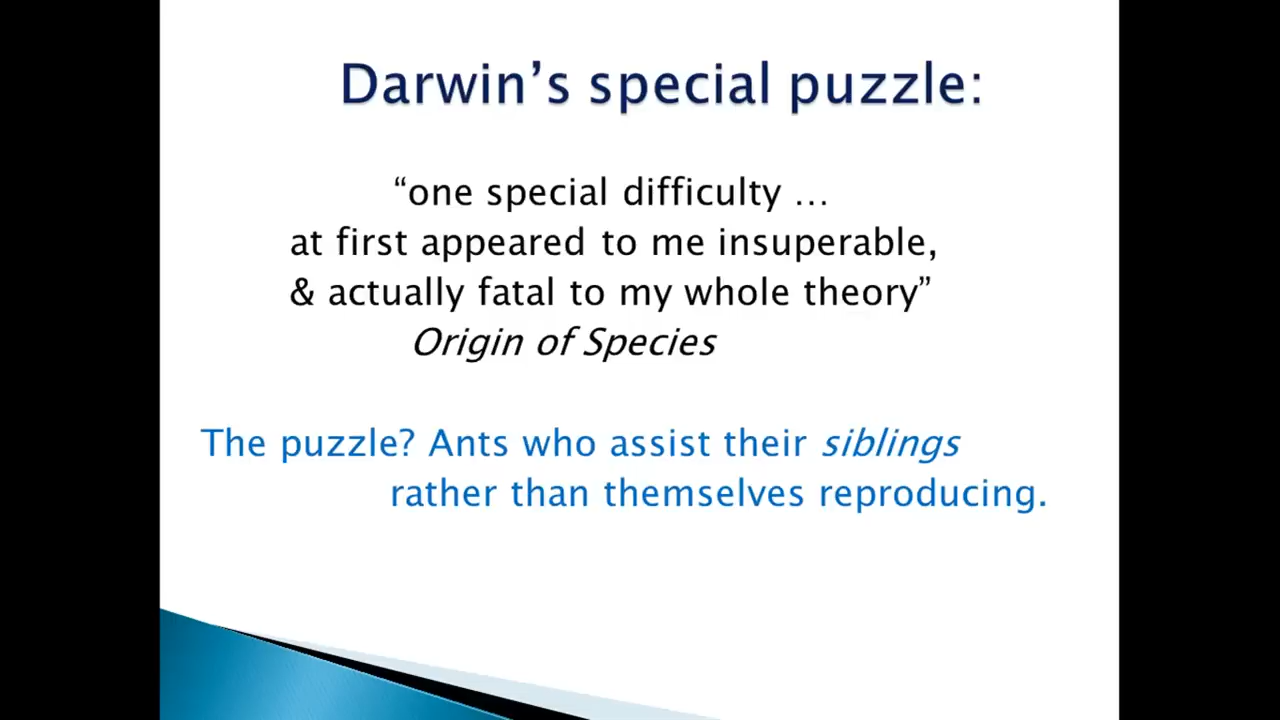 Darwin’s special puzzle:
“one special difficulty …
at first appeared to me insuperable,
& actually fatal to my whole theory”
Origin of Species
The puzzle? Ants who assist their siblings
rather than themselves reproducing.